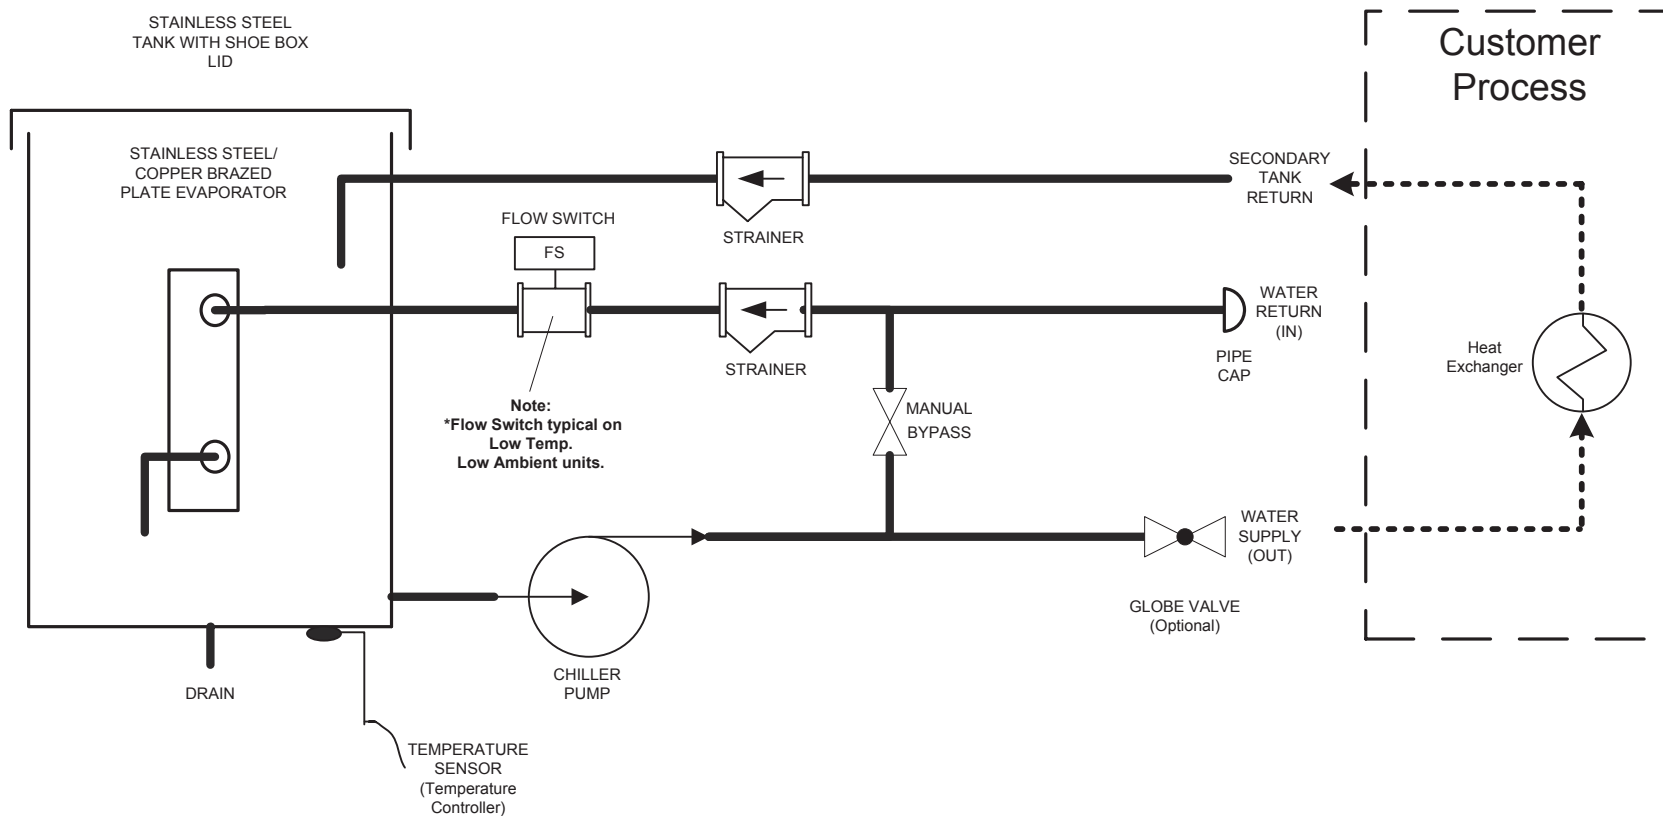 STAINLESS STEEL
TANK WITH SHOE BOX
LID
Customer
Process
STAINLESS STEEL/
COPPER BRAZED
PLATE EVAPORATOR
SECONDARY
TANK
RETURN
STRAINER
FLOW SWITCH
FS
WATER
RETURN
(IN)
PIPE
CAP
STRAINER
Heat
Exchanger
Note:
*Flow Switch typical on
Low Temp.
Low Ambient units.
MANUAL
BYPASS
WATER
SUPPLY
(OUT)
GLOBE VALVE
(Optional)
CHILLER
PUMP
DRAIN
TEMPERATURE
SENSOR
(Temperature
Controller)